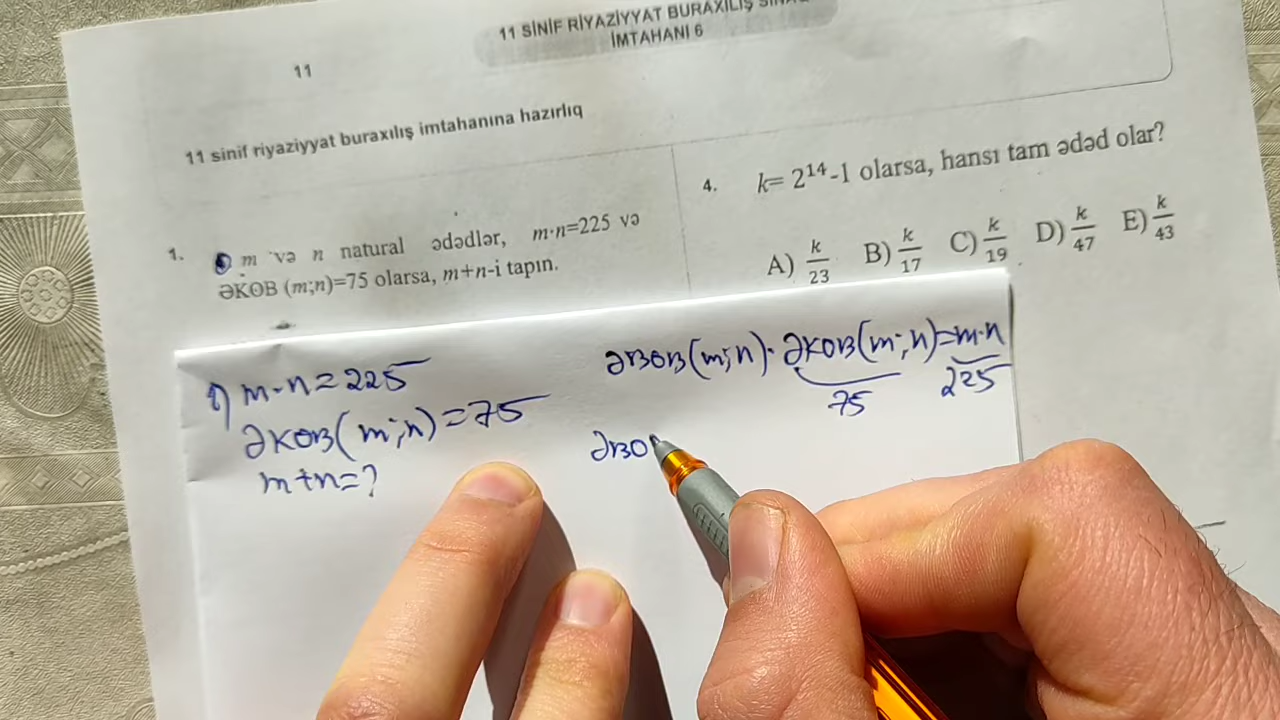 11 SİNİF RİYAZİYYAT BURAXILIŞ
İMTAHANI 6
11
11 sinif riyaziyyat buraxılış imtahanına hazırlıq
1. m və n natural ədədlər, m·n=225 və
ƏKOB (m;n)=75 olarsa, m+n-i tapın.
4. k= 2¹⁴-1 olarsa, hansı tam ədəd olar?
A) k/23 B) k/17 C) k/19 D) k/47 E) k/43
1) m·n=225
ƏKOB(m;n)=75
m+n=?
ƏBOB(m;n)·ƏKOB(m;n)=m·n
75 225
ƏBO